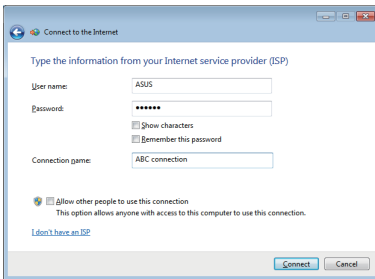 Connect to the Internet
Type the information from your Internet service provider (ISP)
User name:
ASUS
Password:
••••••
Show characters
Remember this password
Connection name:
ABC connection
Allow other people to use this connection
This option allows anyone with access to this computer to use this connection.
I don't have an ISP
Connect
Cancel